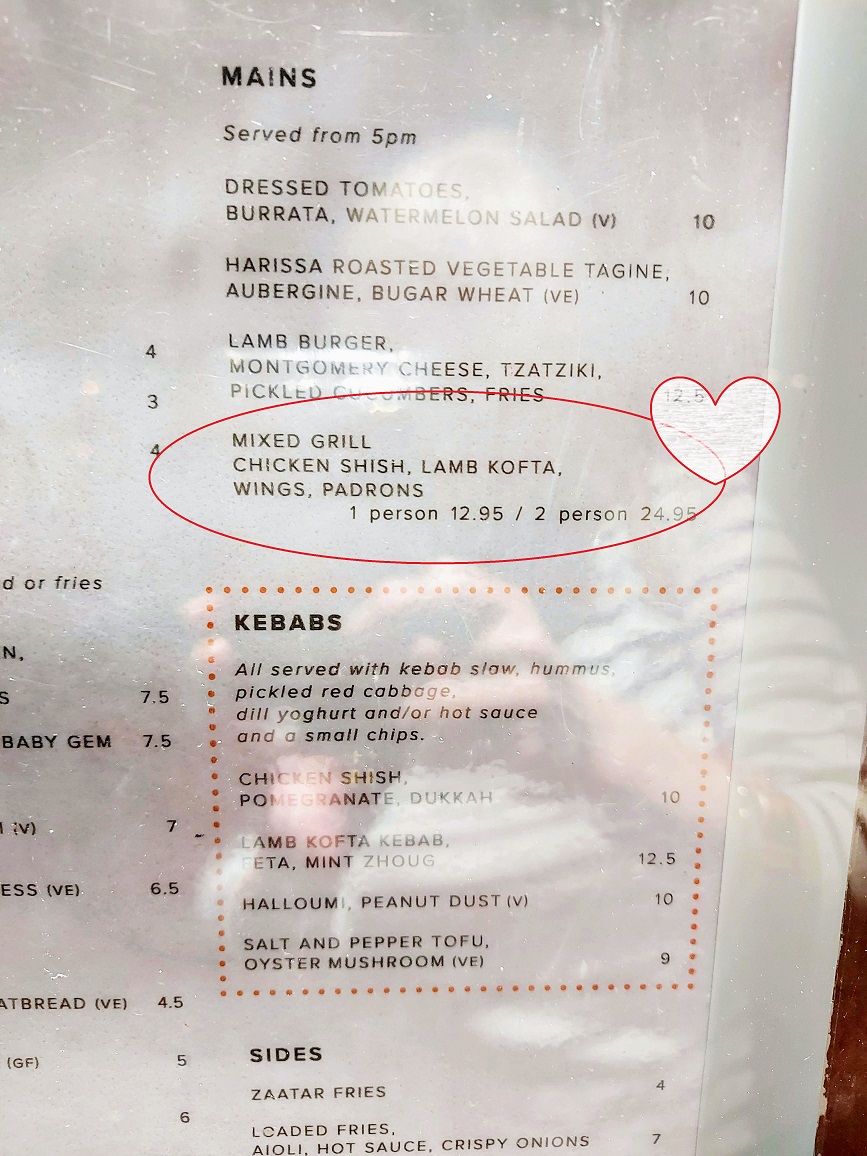 MAINS
Served from 5pm
DRESSED TOMATOES,
BURRATA, WATERMELON SALAD (V) 10
HARISSA ROASTED VEGETABLE TAGINE,
AUBERGINE, BUGAR WHEAT (VE) 10
LAMB BURGER,
MONTGOMERY CHEESE, TZATZIKI,
PICKLED CUCUMBERS, FRIES 12.5
MIXED GRILL
CHICKEN SHISH, LAMB KOFTA,
WINGS, PADRONS
1 person 12.95 / 2 person 24.95
KEBABS
All served with kebab slaw, hummus,
pickled red cabbage,
dill yoghurt and/or hot sauce
and a small chips.
CHICKEN SHISH,
POMEGRANATE, DUKKAH 10
LAMB KOFTA KEBAB,
FETA, MINT ZHOUG 12.5
HALLOUMI, PEANUT DUST (V) 10
SALT AND PEPPER TOFU,
OYSTER MUSHROOM (VE) 9
SIDES
ZAATAR FRIES 4
LOADED FRIES,
AIOLI, HOT SAUCE, CRISPY ONIONS 7
4
3
4
or fries
7.5
BABY GEM 7.5
(V) 7
(VE) 6.5
(VE) 4.5
(GF) 5
6